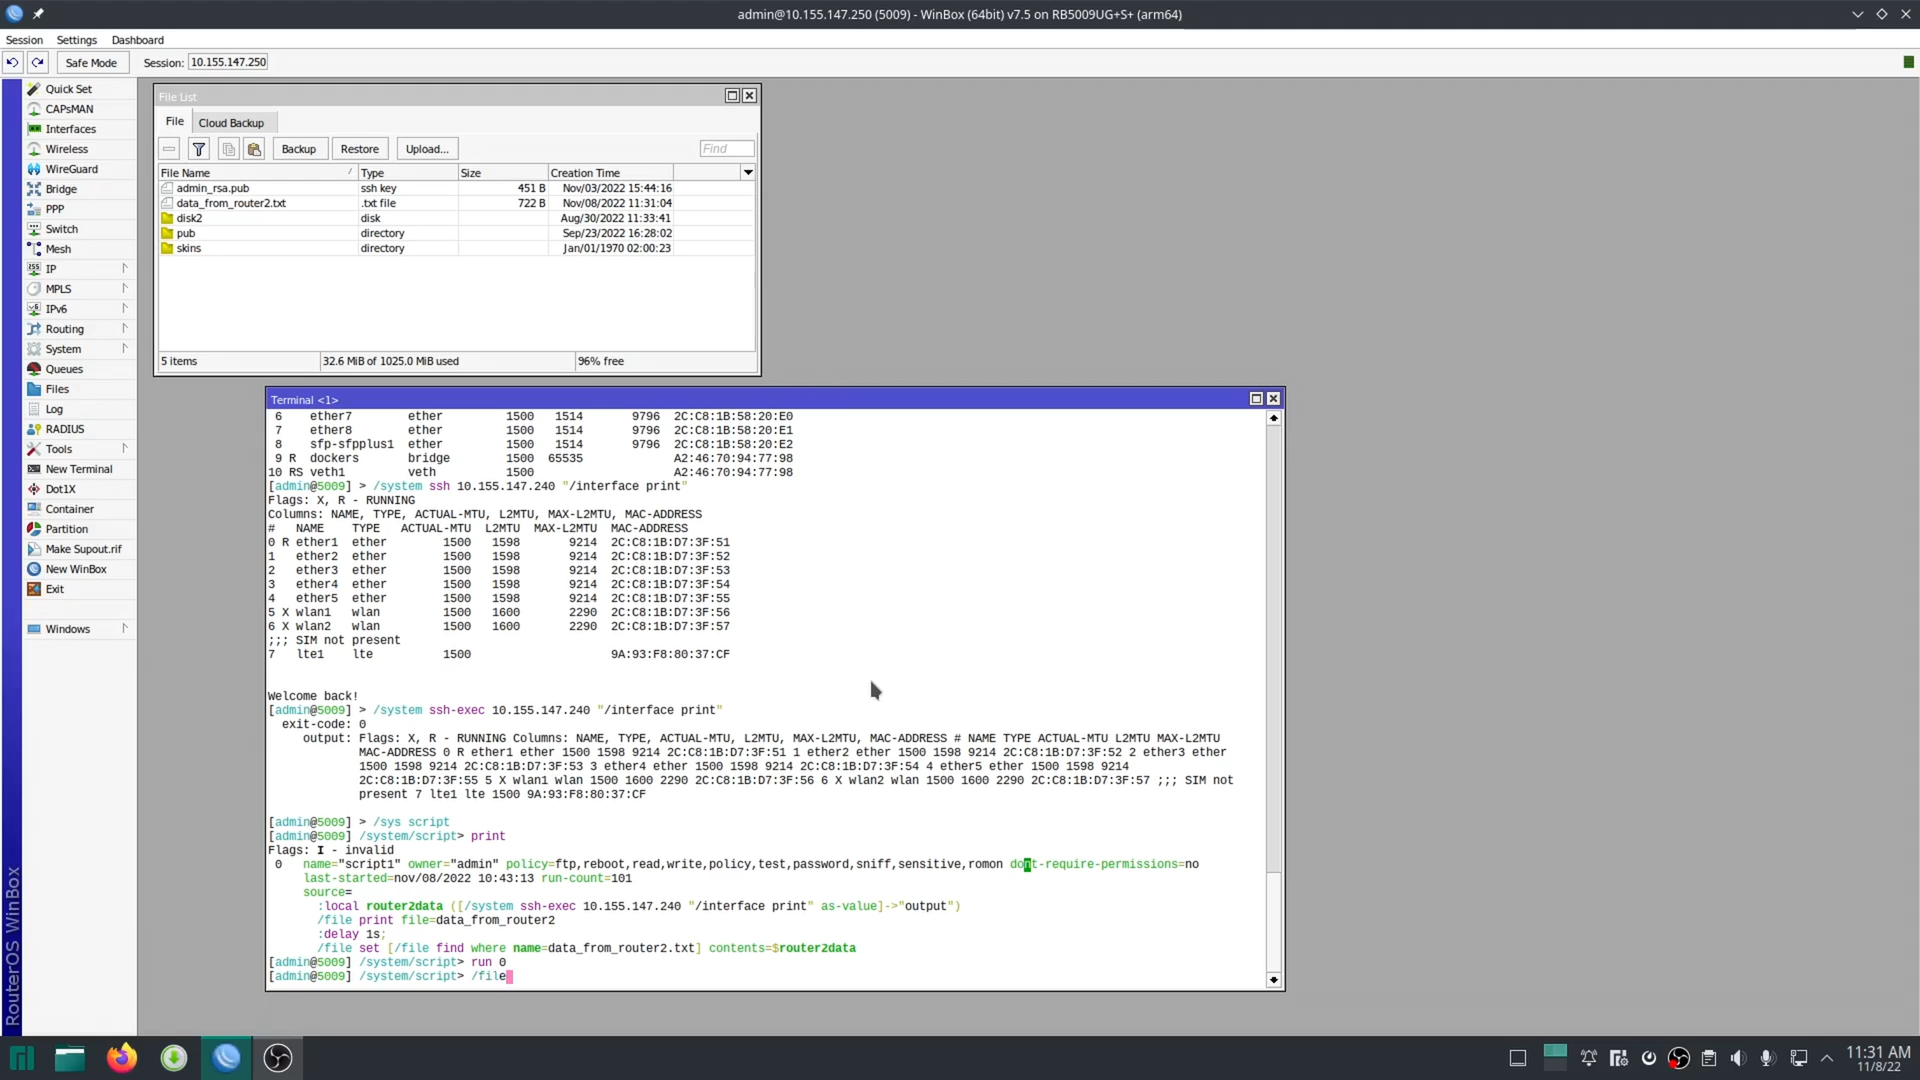 admin@10.155.147.250 (5009) - WinBox (64bit) v7.5 on RB5009UG+S+ (arm64)
Session Settings Dashboard
Safe Mode Session: 10.155.147.250
Quick Set
CAPsMAN
Interfaces
Wireless
WireGuard
Bridge
PPP
Switch
Mesh
IP
MPLS
IPv6
Routing
System
Queues
Files
Log
RADIUS
Tools
New Terminal
Dot1X
Container
Partition
Make Supout.rif
New WinBox
Exit
Windows
RouterOS WinBox
File List
File Cloud Backup
Backup Restore Upload... Find
File Name / Type Size Creation Time
admin_rsa.pub ssh key 451 B Nov/03/2022 15:44:16
data_from_router2.txt .txt file 722 B Nov/08/2022 11:31:04
disk2 disk Aug/30/2022 11:33:41
pub directory Sep/23/2022 16:28:02
skins directory Jan/01/1970 02:00:23
5 items 32.6 MiB of 1025.0 MiB used 96% free
Terminal <1>
6 ether7 ether 1500 1514 9796 2C:C8:1B:58:20:E0
7 ether8 ether 1500 1514 9796 2C:C8:1B:58:20:E1
8 sfp-sfpplus1 ether 1500 1514 9796 2C:C8:1B:58:20:E2
9 R dockers bridge 1500 65535 A2:46:70:94:77:98
10 RS veth1 veth 1500 A2:46:70:94:77:98
[admin@5009] > /system ssh 10.155.147.240 "/interface print"
Flags: X, R - RUNNING
Columns: NAME, TYPE, ACTUAL-MTU, L2MTU, MAX-L2MTU, MAC-ADDRESS
# NAME TYPE ACTUAL-MTU L2MTU MAX-L2MTU MAC-ADDRESS
0 R ether1 ether 1500 1598 9214 2C:C8:1B:D7:3F:51
1 ether2 ether 1500 1598 9214 2C:C8:1B:D7:3F:52
2 ether3 ether 1500 1598 9214 2C:C8:1B:D7:3F:53
3 ether4 ether 1500 1598 9214 2C:C8:1B:D7:3F:54
4 ether5 ether 1500 1598 9214 2C:C8:1B:D7:3F:55
5 X wlan1 wlan 1500 1600 2290 2C:C8:1B:D7:3F:56
6 X wlan2 wlan 1500 1600 2290 2C:C8:1B:D7:3F:57
;;; SIM not present
7 lte1 lte 1500 9A:93:F8:80:37:CF
Welcome back!
[admin@5009] > /system ssh-exec 10.155.147.240 "/interface print"
exit-code: 0
output: Flags: X, R - RUNNING Columns: NAME, TYPE, ACTUAL-MTU, L2MTU, MAX-L2MTU, MAC-ADDRESS # NAME TYPE ACTUAL-MTU L2MTU MAX-L2MTU
MAC-ADDRESS 0 R ether1 ether 1500 1598 9214 2C:C8:1B:D7:3F:51 1 ether2 ether 1500 1598 9214 2C:C8:1B:D7:3F:52 2 ether3 ether
1500 1598 9214 2C:C8:1B:D7:3F:53 3 ether4 ether 1500 1598 9214 2C:C8:1B:D7:3F:54 4 ether5 ether 1500 1598 9214
2C:C8:1B:D7:3F:55 5 X wlan1 wlan 1500 1600 2290 2C:C8:1B:D7:3F:56 6 X wlan2 wlan 1500 1600 2290 2C:C8:1B:D7:3F:57 ;;; SIM not
present 7 lte1 lte 1500 9A:93:F8:80:37:CF
[admin@5009] > /sys script
[admin@5009] /system/script> print
Flags: I - invalid
0 name="script1" owner="admin" policy=ftp,reboot,read,write,policy,test,password,sniff,sensitive,romon dont-require-permissions=no
last-started=nov/08/2022 10:43:13 run-count=101
source=
:local router2data ([/system ssh-exec 10.155.147.240 "/interface print" as-value]->"output")
/file print file=data_from_router2
:delay 1s;
/file set [/file find where name=data_from_router2.txt] contents=$router2data
[admin@5009] /system/script> run 0
[admin@5009] /system/script> /file
11:31 AM
11/8/22